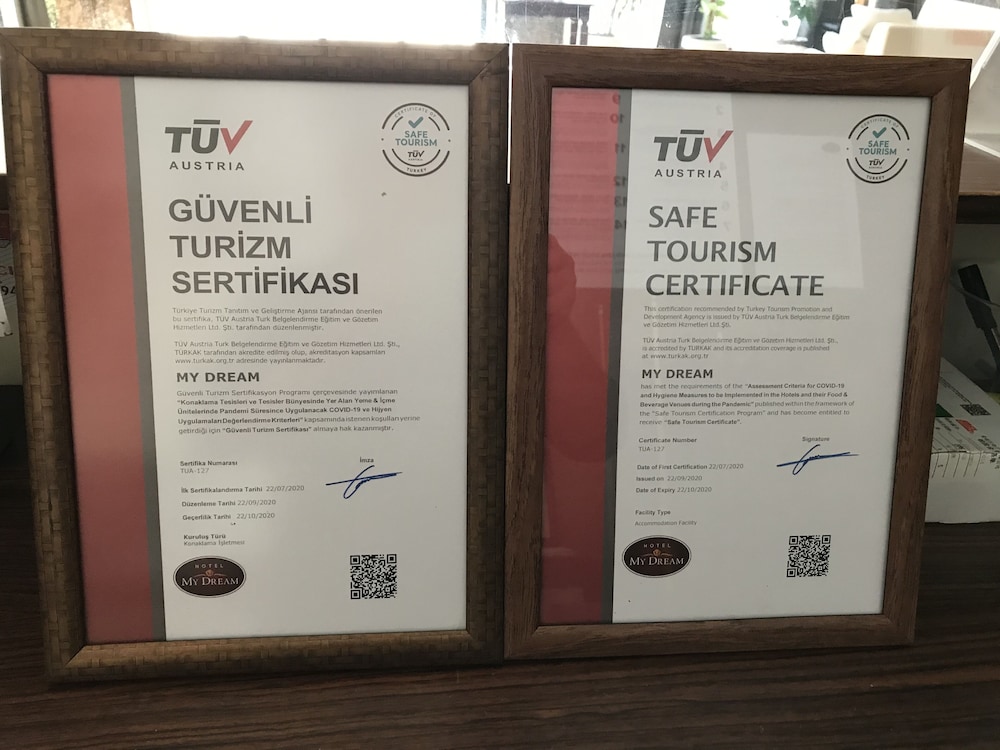 TÜV
AUSTRIA
CERTIFICATE OF
SAFE
TOURISM
TÜV
AUSTRIA
TURKEY
GÜVENLİ
TURİZM
SERTİFİKASI
Türkiye Turizm Tanıtım ve Geliştirme Ajansı tarafından önerilen
bu sertifika, TÜV Austria Turk Belgelendirme Eğitim ve Gözetim
Hizmetleri Ltd. Şti. tarafından düzenlenmiştir.
TÜV Austria Turk Belgelendirme Eğitim ve Gözetim Hizmetleri Ltd. Şti.,
TÜRKAK tarafından akredite edilmiş olup, akreditasyon kapsamları
www.turkak.org.tr adresinde yayınlanmaktadır.
MY DREAM
Güvenli Turizm Sertifikasyon Programı çerçevesinde yayımlanan
"Konaklama Tesisleri ve Tesisler Bünyesinde Yer Alan Yeme & İçme
Ünitelerinde Pandemi Süresince Uygulanacak COVID-19 ve Hijyen
Uygulamaları Değerlendirme Kriterleri" kapsamında istenen koşulları yerine
getirdiği için "Güvenli Turizm Sertifikası" almaya hak kazanmıştır.
Sertifika Numarası
TUA-127
İmza
İlk Sertifikalandırma Tarihi 22/07/2020
Düzenleme Tarihi 22/09/2020
Geçerlilik Tarihi 22/10/2020
Kuruluş Türü
Konaklama İşletmesi
HOTEL
MY DREAM
TÜV
AUSTRIA
CERTIFICATE OF
SAFE
TOURISM
TÜV
AUSTRIA
TURKEY
SAFE
TOURISM
CERTIFICATE
This certification recommended by Turkey Tourism Promotion and
Development Agency is issued by TÜV Austria Turk Belgelendirme Eğitim
ve Gözetim Hizmetleri Ltd.Şti.
TÜV Austria Turk Belgelendirme Eğitim ve Gözetim Hizmetleri Ltd. Şti.
is accredited by TÜRKAK and its accreditation coverage is published
at www.turkak.org.tr
MY DREAM
has met the requirements of the "Assessment Criteria for COVID-19
and Hygiene Measures to be Implemented in the Hotels and their Food &
Beverage Venues during the Pandemic" published within the framework of
the "Safe Tourism Certification Program" and has become entitled to
receive "Safe Tourism Certificate".
Certificate Number
TUA-127
Signature
Date of First Certification 22/07/2020
Issued on 22/09/2020
Date of Expiry 22/10/2020
Facility Type
Accommodation Facility
HOTEL
MY DREAM